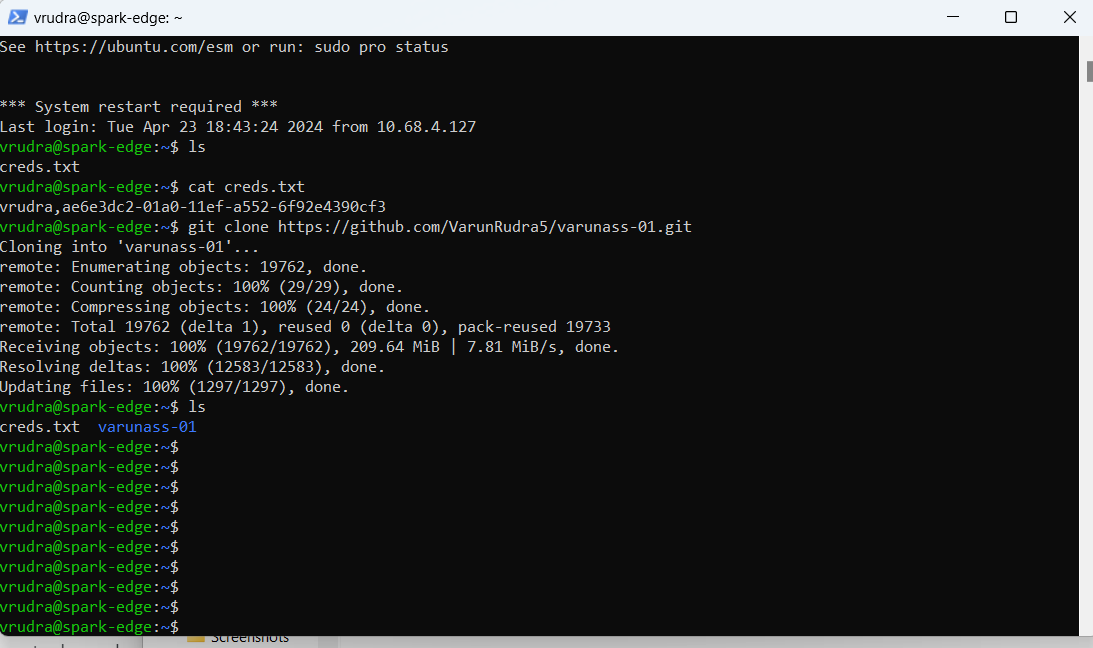 vrudra@spark-edge: ~
See https://ubuntu.com/esm or run: sudo pro status
*** System restart required ***
Last login: Tue Apr 23 18:43:24 2024 from 10.68.4.127
vrudra@spark-edge:~$ ls
creds.txt
vrudra@spark-edge:~$ cat creds.txt
vrudra,ae6e3dc2-01a0-11ef-a552-6f92e4390cf3
vrudra@spark-edge:~$ git clone https://github.com/VarunRudra5/varunass-01.git
Cloning into 'varunass-01'...
remote: Enumerating objects: 19762, done.
remote: Counting objects: 100% (29/29), done.
remote: Compressing objects: 100% (24/24), done.
remote: Total 19762 (delta 1), reused 0 (delta 0), pack-reused 19733
Receiving objects: 100% (19762/19762), 209.64 MiB | 7.81 MiB/s, done.
Resolving deltas: 100% (12583/12583), done.
Updating files: 100% (1297/1297), done.
vrudra@spark-edge:~$ ls
creds.txt  varunass-01
vrudra@spark-edge:~$
vrudra@spark-edge:~$
vrudra@spark-edge:~$
vrudra@spark-edge:~$
vrudra@spark-edge:~$
vrudra@spark-edge:~$
vrudra@spark-edge:~$
vrudra@spark-edge:~$
vrudra@spark-edge:~$
vrudra@spark-edge:~$
Screenshots